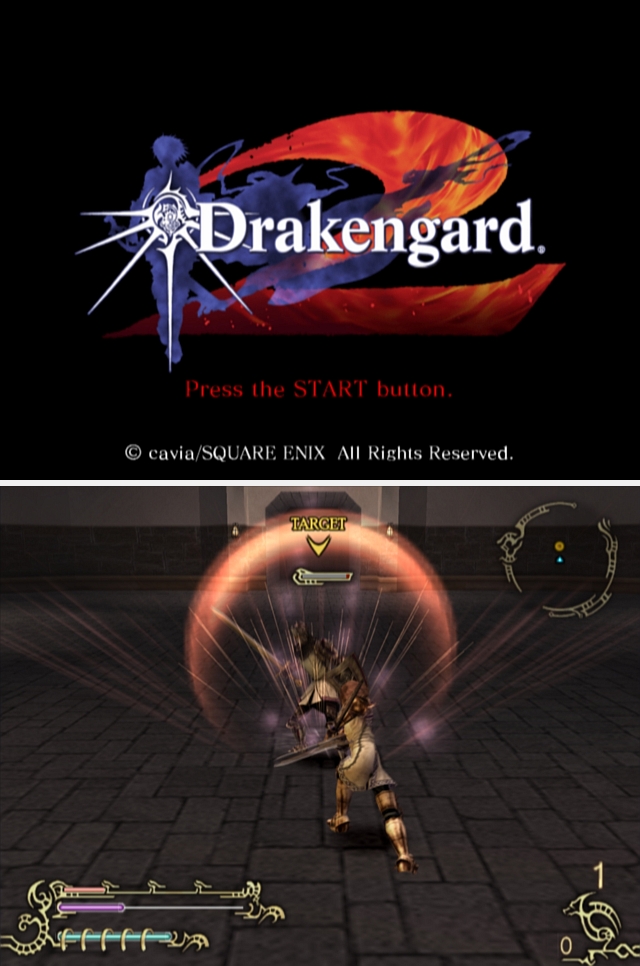 Drakengard®
2
Press the START button.
© cavia/SQUARE ENIX All Rights Reserved.
TARGET
1
0